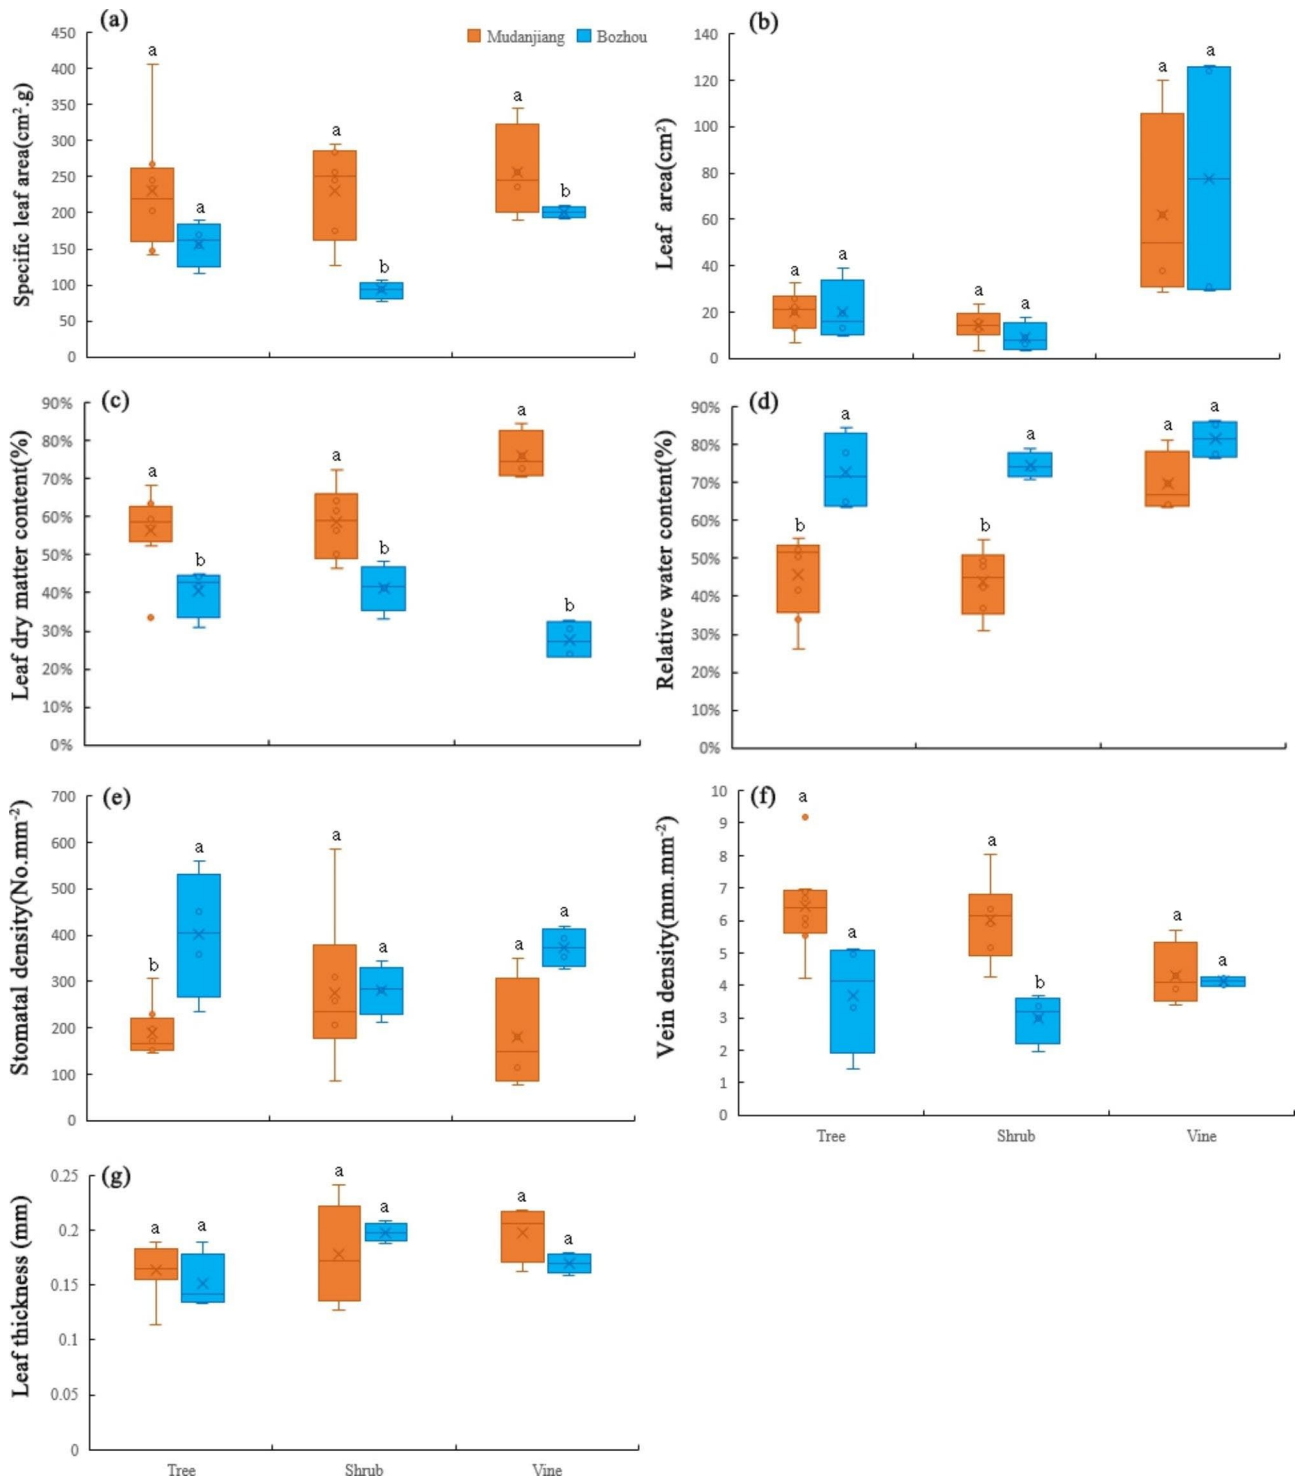 (a)
Mudanjiang Bozhou
Specific leaf area(cm².g)
450
400
350
300
250
200
150
100
50
0
a
a
a
b
a
b
(b)
Leaf area(cm²)
140
120
100
80
60
40
20
0
a
a
a
a
a
a
(c)
Leaf dry matter content(%)
90%
80%
70%
60%
50%
40%
30%
20%
10%
0%
a
b
a
b
a
b
(d)
Relative water content(%)
90%
80%
70%
60%
50%
40%
30%
20%
10%
0%
b
a
b
a
a
a
(e)
Stomatal density(No.mm⁻²)
700
600
500
400
300
200
100
0
b
a
a
a
a
a
(f)
Vein density(mm.mm⁻²)
10
9
8
7
6
5
4
3
2
1
0
a
a
a
b
a
a
Tree Shrub Vine
(g)
Leaf thickness (mm)
0.25
0.2
0.15
0.1
0.05
0
a
a
a
a
a
a
Tree Shrub Vine